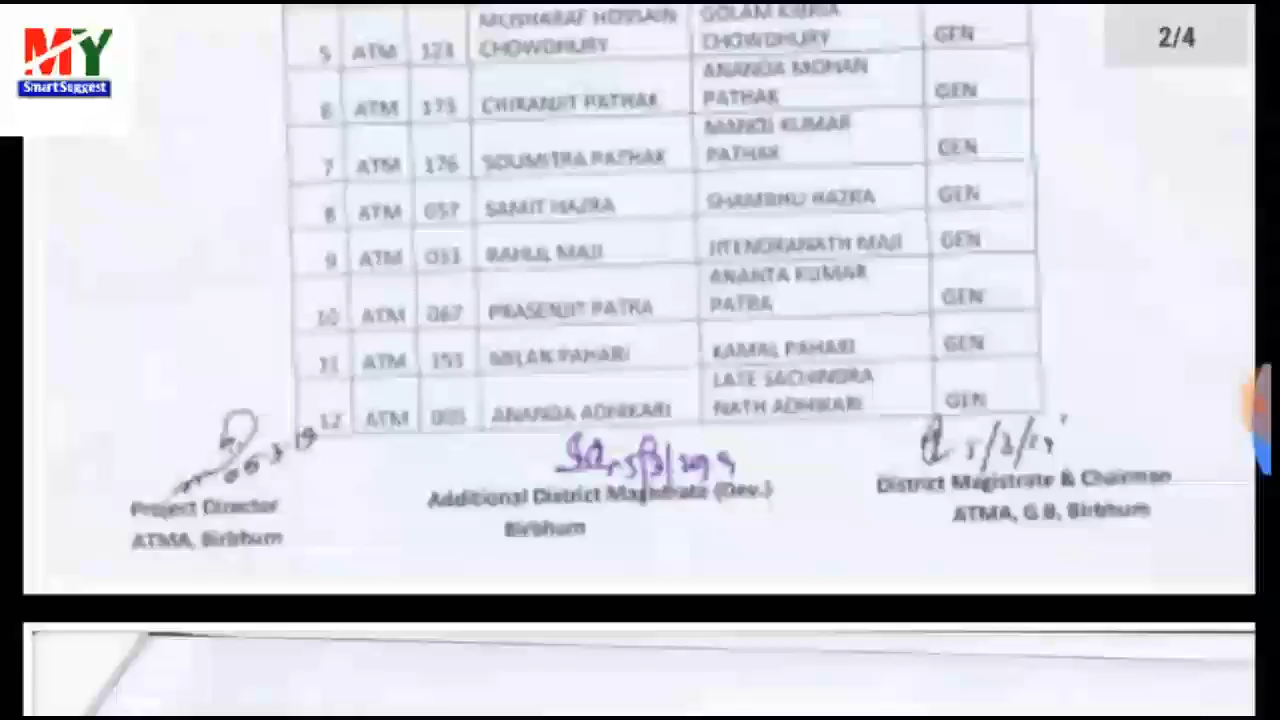 MY
SmartSuggest
2/4
5 ATM 121 MUSHARAF HOSSAIN CHOWDHURY GOLAM KIBRIA CHOWDHURY GEN
6 ATM 175 CHIRANJIT PATHAK ANANDA MOHAN PATHAK GEN
7 ATM 176 SOUMITRA PATHAK MANOJ KUMAR PATHAK GEN
8 ATM 057 SAMIT HAZRA SHAMBHU HAZRA GEN
9 ATM 033 RAHUL MAJI JITENDRANATH MAJI GEN
10 ATM 067 PRASENJIT PATRA ANANTA KUMAR PATRA GEN
11 ATM 151 MILAN PAHARI KAMAL PAHARI GEN
12 ATM ANANDA ADHIKARI LATE SACHINDRA NATH ADHIKARI GEN
Project Director
ATMA, Birbhum
Additional District Magistrate (Dev.)
Birbhum
District Magistrate & Chairman
ATMA, G.B, Birbhum